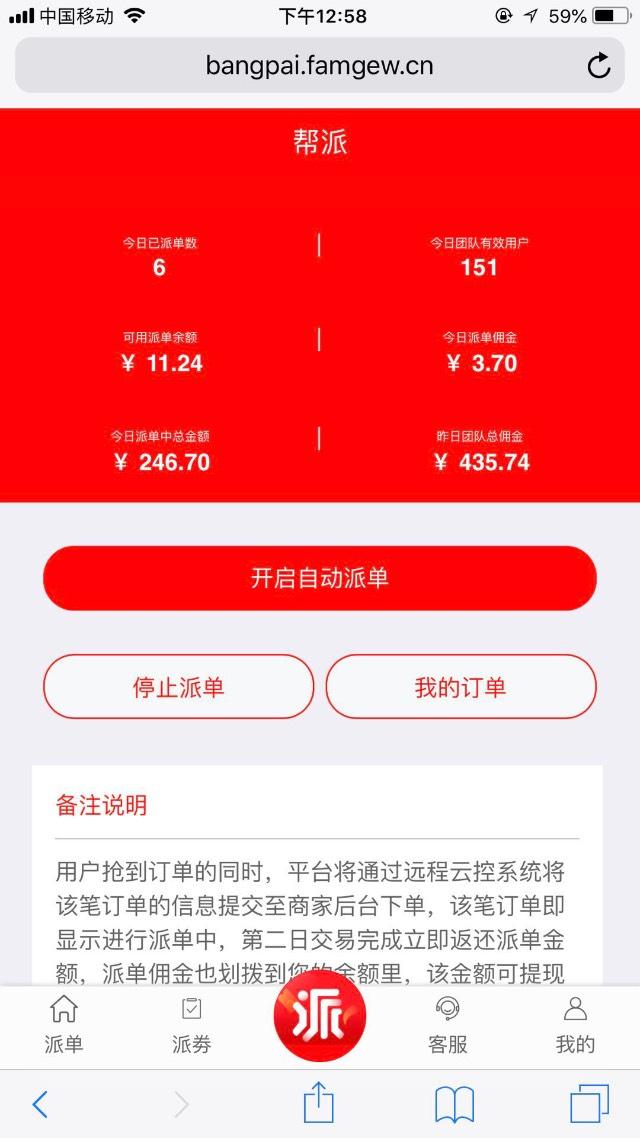 中国移动
下午12:58
59%
bangpai.famgew.cn
帮派
今日已派单数
今日团队有效用户
6
151
可用派单余额
今日派单佣金
¥ 11.24
¥ 3.70
今日派单中总金额
昨日团队总佣金
¥ 246.70
¥ 435.74
开启自动派单
停止派单
我的订单
备注说明
用户抢到订单的同时，平台将通过远程云控系统将
该笔订单的信息提交至商家后台下单，该笔订单即
显示进行派单中，第二日交易完成立即返还派单金
额，派单佣金也划拨到您的余额里，该金额可提现
派
派单
派券
客服
我的